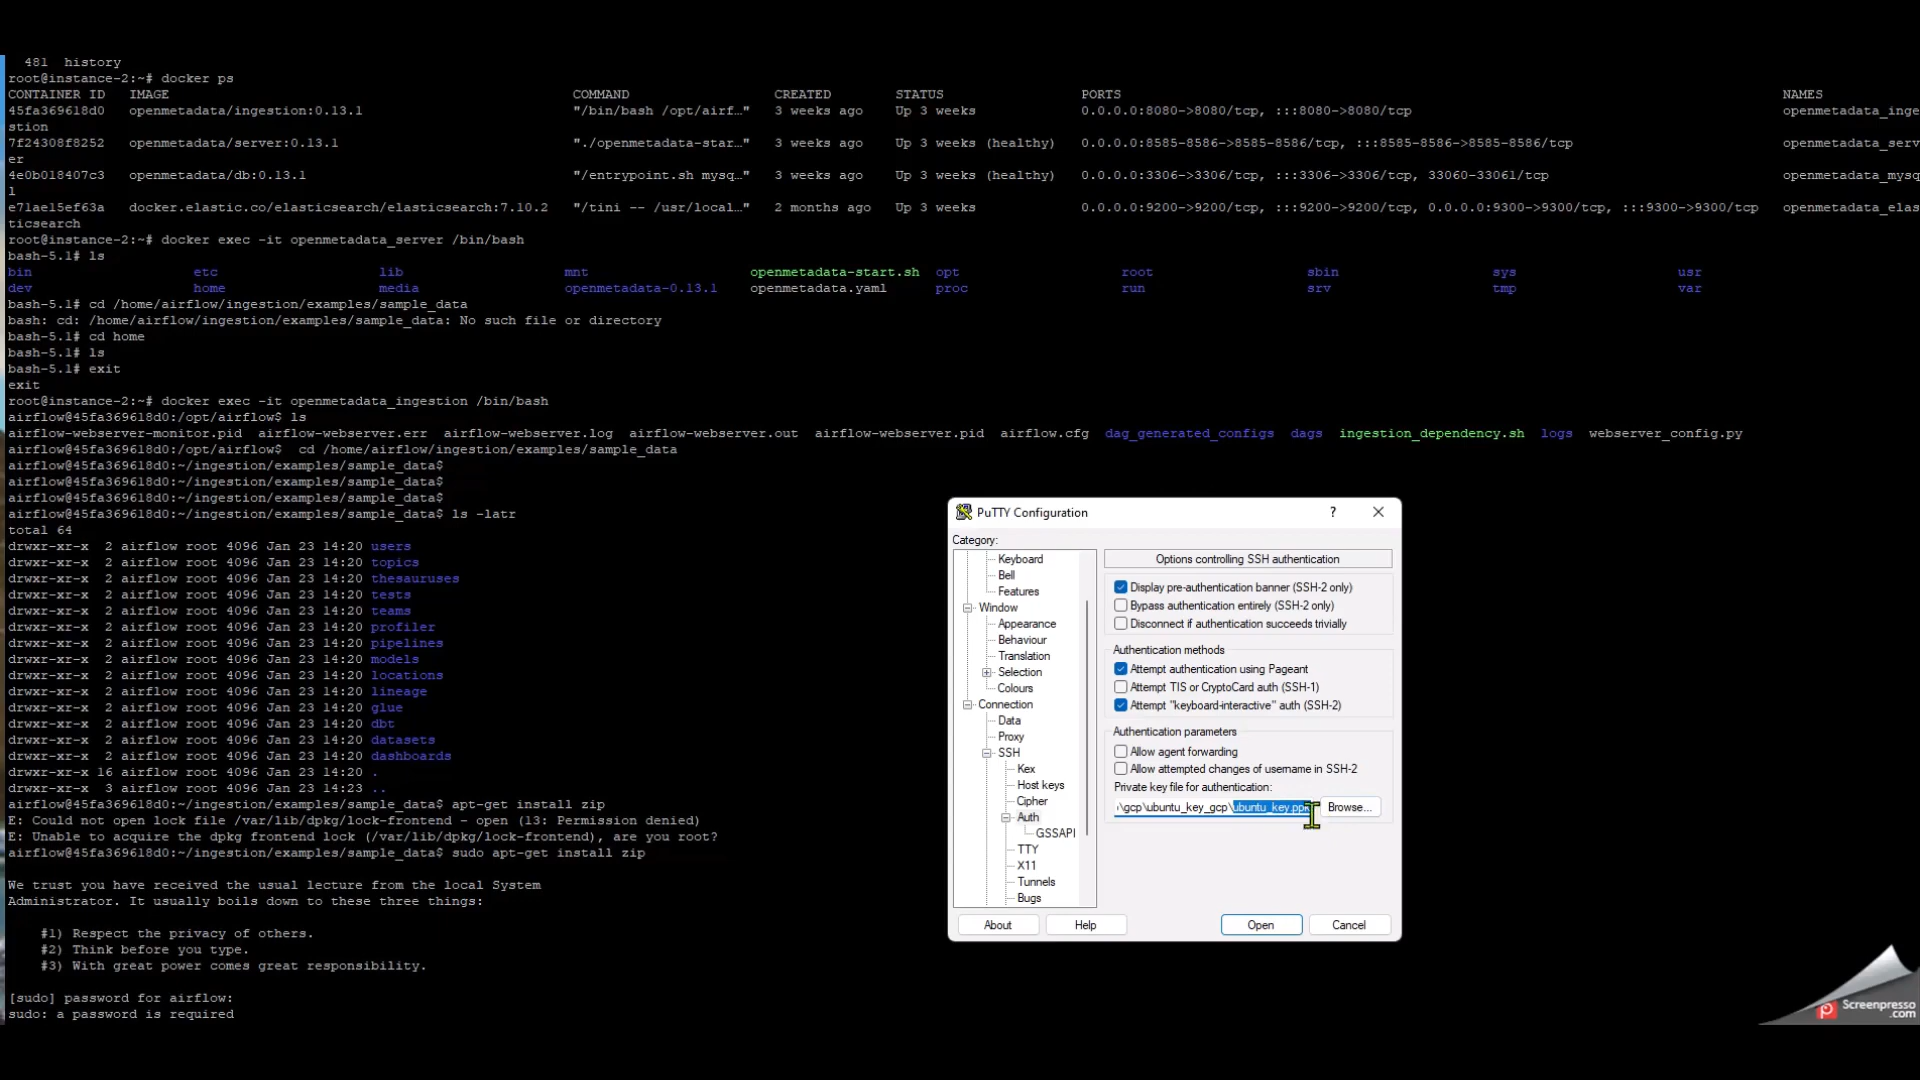 481  history
root@instance-2:~# docker ps
CONTAINER ID   IMAGE   COMMAND   CREATED   STATUS   PORTS   NAMES
45fa369618d0   openmetadata/ingestion:0.13.1   "/bin/bash /opt/airf…"   3 weeks ago   Up 3 weeks   0.0.0.0:8080->8080/tcp, :::8080->8080/tcp   openmetadata_inge
stion
7f24308f8252   openmetadata/server:0.13.1   "./openmetadata-star…"   3 weeks ago   Up 3 weeks (healthy)   0.0.0.0:8585-8586->8585-8586/tcp, :::8585-8586->8585-8586/tcp   openmetadata_serv
er
4e0b018407c3   openmetadata/db:0.13.1   "/entrypoint.sh mysq…"   3 weeks ago   Up 3 weeks (healthy)   0.0.0.0:3306->3306/tcp, :::3306->3306/tcp, 33060-33061/tcp   openmetadata_mysq
l
e71ae15ef63a   docker.elastic.co/elasticsearch/elasticsearch:7.10.2   "/tini -- /usr/local…"   2 months ago   Up 3 weeks   0.0.0.0:9200->9200/tcp, :::9200->9200/tcp, 0.0.0.0:9300->9300/tcp, :::9300->9300/tcp   openmetadata_elas
ticsearch
root@instance-2:~# docker exec -it openmetadata_server /bin/bash
bash-5.1# ls
bin   etc   lib   mnt   openmetadata-start.sh   opt   root   sbin   sys   usr
dev   home   media   openmetadata-0.13.1   openmetadata.yaml   proc   run   srv   tmp   var
bash-5.1# cd /home/airflow/ingestion/examples/sample_data
bash: cd: /home/airflow/ingestion/examples/sample_data: No such file or directory
bash-5.1# cd home
bash-5.1# ls
bash-5.1# exit
exit
root@instance-2:~# docker exec -it openmetadata_ingestion /bin/bash
airflow@45fa369618d0:/opt/airflow$ ls
airflow-webserver-monitor.pid  airflow-webserver.err  airflow-webserver.log  airflow-webserver.out  airflow-webserver.pid  airflow.cfg  dag_generated_configs  dags  ingestion_dependency.sh  logs  webserver_config.py
airflow@45fa369618d0:/opt/airflow$  cd /home/airflow/ingestion/examples/sample_data
airflow@45fa369618d0:~/ingestion/examples/sample_data$
airflow@45fa369618d0:~/ingestion/examples/sample_data$
airflow@45fa369618d0:~/ingestion/examples/sample_data$
airflow@45fa369618d0:~/ingestion/examples/sample_data$ ls -latr
total 64
drwxr-xr-x  2 airflow root 4096 Jan 23 14:20 users
drwxr-xr-x  2 airflow root 4096 Jan 23 14:20 topics
drwxr-xr-x  2 airflow root 4096 Jan 23 14:20 thesauruses
drwxr-xr-x  2 airflow root 4096 Jan 23 14:20 tests
drwxr-xr-x  2 airflow root 4096 Jan 23 14:20 teams
drwxr-xr-x  2 airflow root 4096 Jan 23 14:20 profiler
drwxr-xr-x  2 airflow root 4096 Jan 23 14:20 pipelines
drwxr-xr-x  2 airflow root 4096 Jan 23 14:20 models
drwxr-xr-x  2 airflow root 4096 Jan 23 14:20 locations
drwxr-xr-x  2 airflow root 4096 Jan 23 14:20 lineage
drwxr-xr-x  2 airflow root 4096 Jan 23 14:20 glue
drwxr-xr-x  2 airflow root 4096 Jan 23 14:20 dbt
drwxr-xr-x  2 airflow root 4096 Jan 23 14:20 datasets
drwxr-xr-x  2 airflow root 4096 Jan 23 14:20 dashboards
drwxr-xr-x 16 airflow root 4096 Jan 23 14:20 .
drwxr-xr-x  3 airflow root 4096 Jan 23 14:23 ..
airflow@45fa369618d0:~/ingestion/examples/sample_data$ apt-get install zip
E: Could not open lock file /var/lib/dpkg/lock-frontend - open (13: Permission denied)
E: Unable to acquire the dpkg frontend lock (/var/lib/dpkg/lock-frontend), are you root?
airflow@45fa369618d0:~/ingestion/examples/sample_data$ sudo apt-get install zip
We trust you have received the usual lecture from the local System
Administrator. It usually boils down to these three things:
#1) Respect the privacy of others.
#2) Think before you type.
#3) With great power comes great responsibility.
[sudo] password for airflow:
sudo: a password is required
PuTTY Configuration
?
Category:
Keyboard
Bell
Features
Window
Appearance
Behaviour
Translation
Selection
Colours
Connection
Data
Proxy
SSH
Kex
Host keys
Cipher
Auth
GSSAPI
TTY
X11
Tunnels
Bugs
Options controlling SSH authentication
Display pre-authentication banner (SSH-2 only)
Bypass authentication entirely (SSH-2 only)
Disconnect if authentication succeeds trivially
Authentication methods
Attempt authentication using Pageant
Attempt TIS or CryptoCard auth (SSH-1)
Attempt "keyboard-interactive" auth (SSH-2)
Authentication parameters
Allow agent forwarding
Allow attempted changes of username in SSH-2
Private key file for authentication:
\gcp\ubuntu_key_gcp\ubuntu_key.ppk
Browse...
About
Help
Open
Cancel
Screenpresso
.com